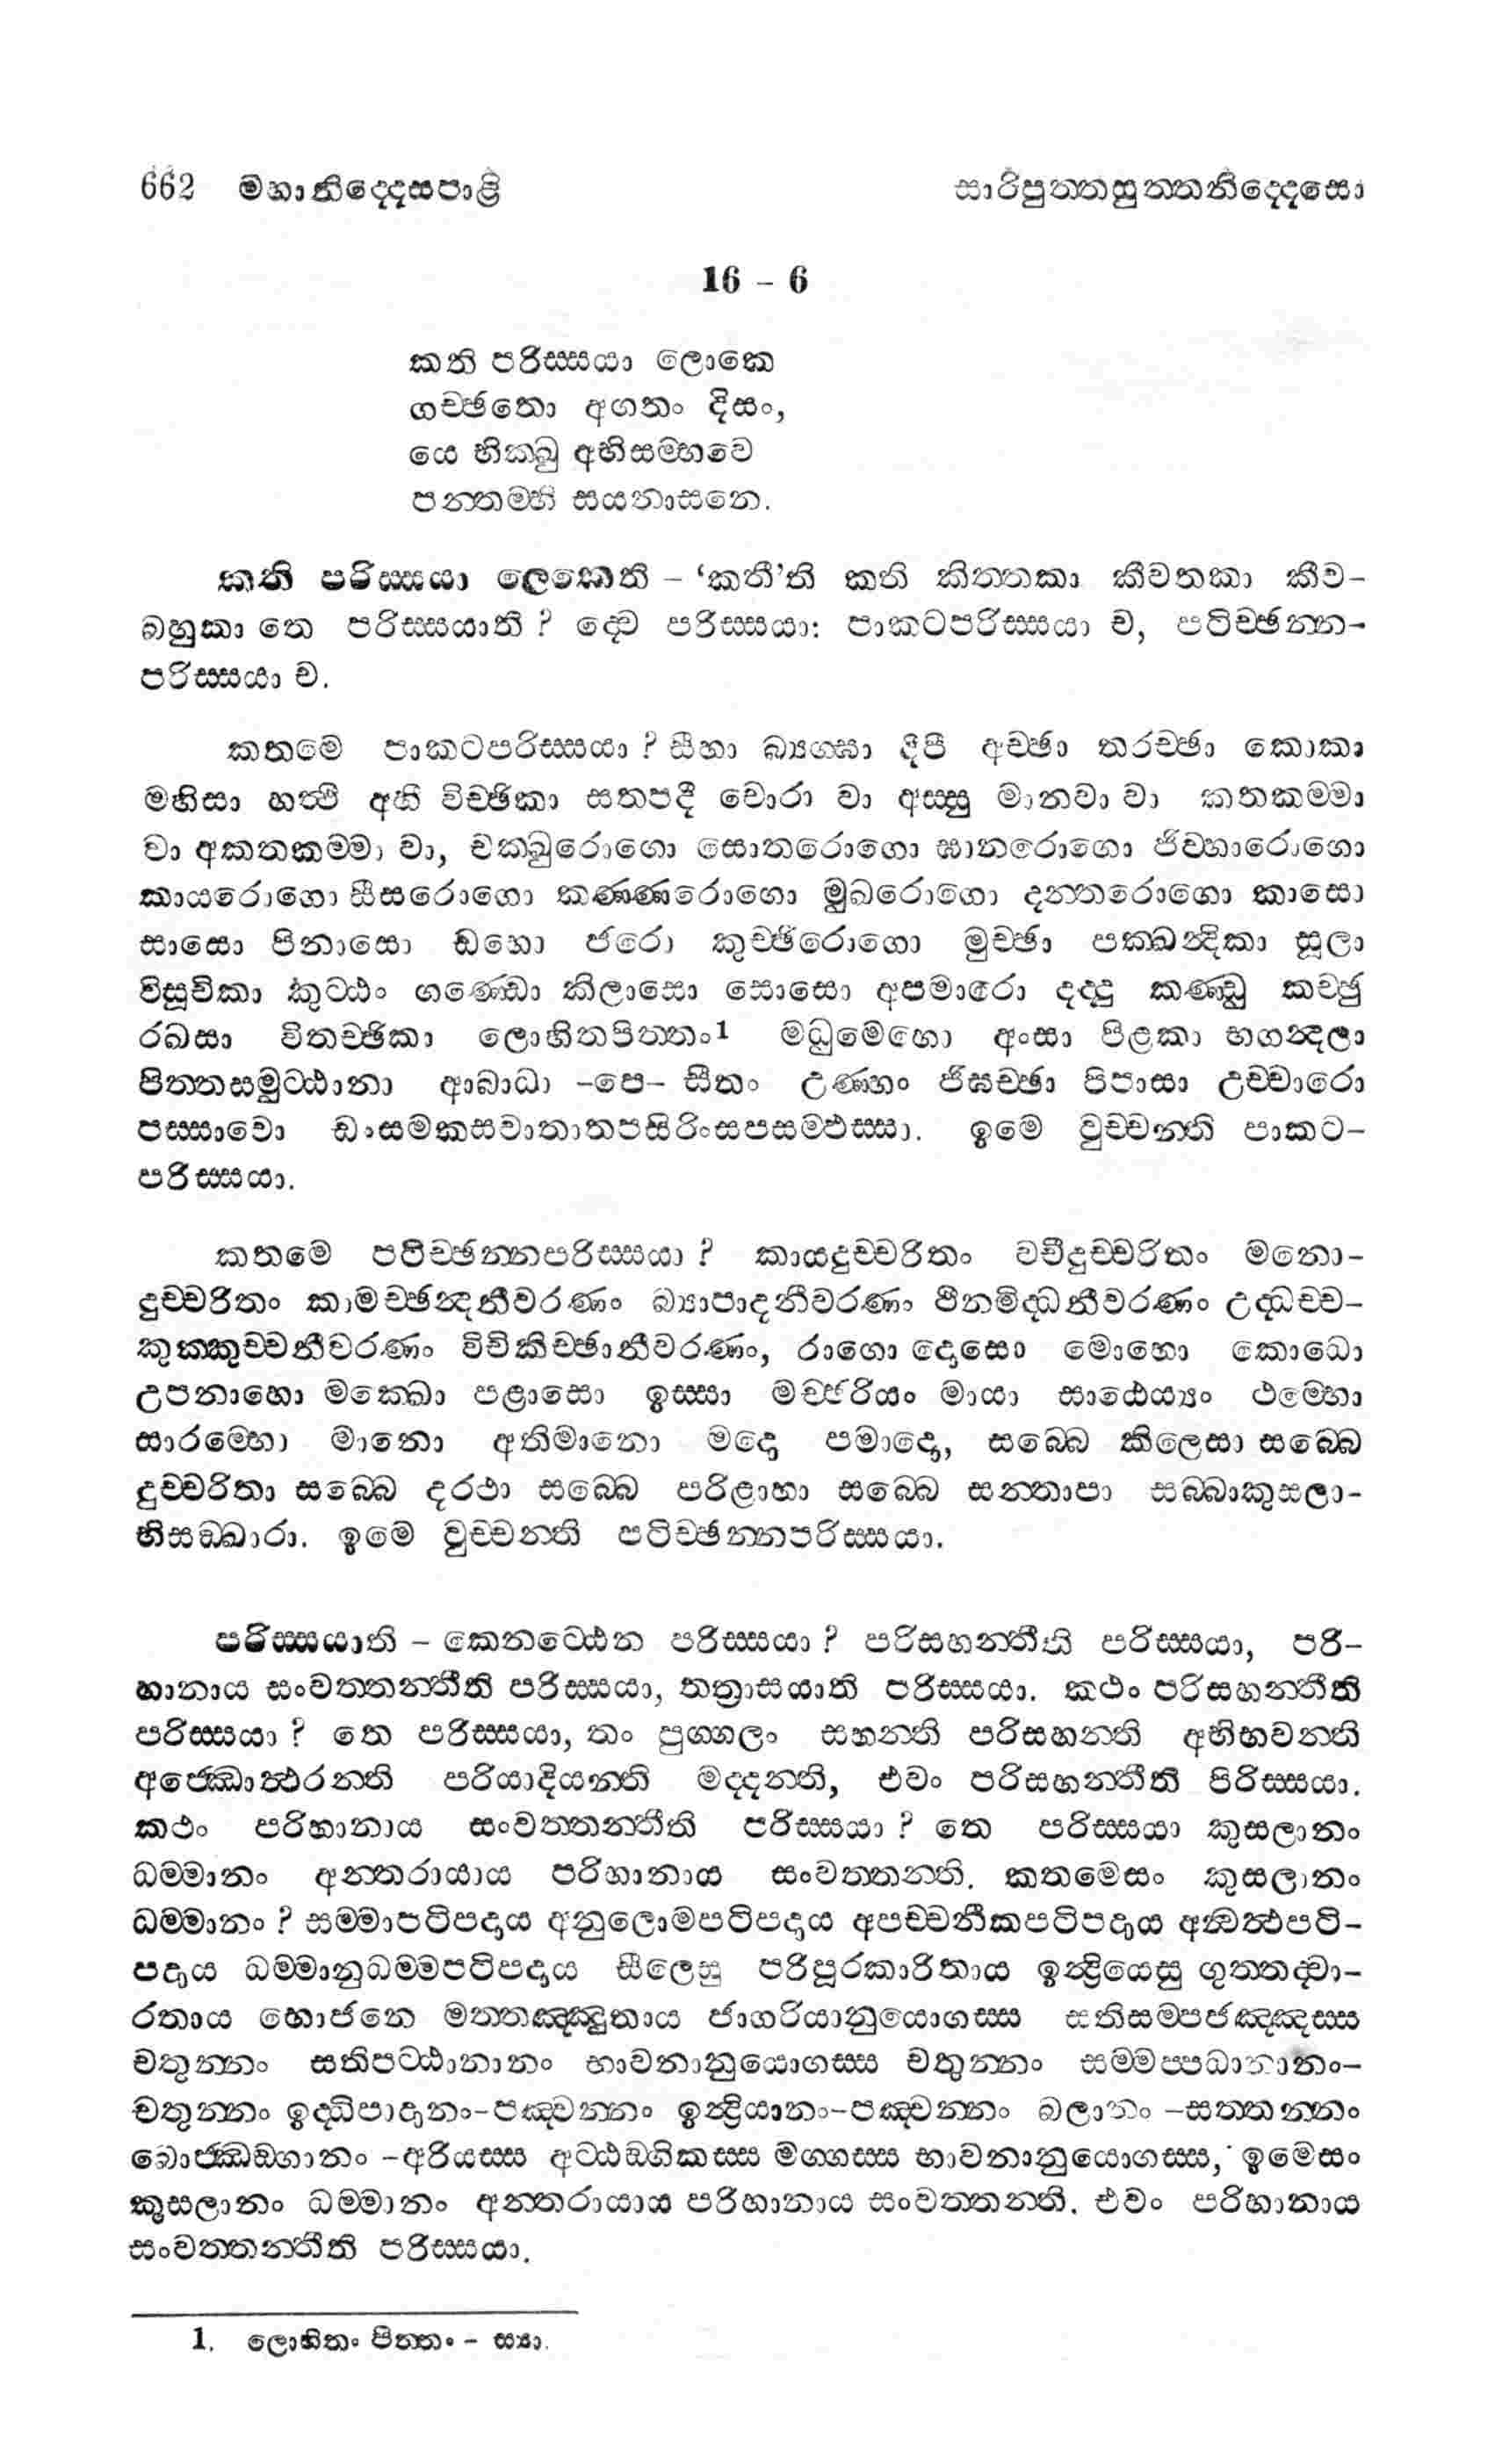 662 මහානිද්දෙසපාළි
සාරිපුත්තසුත්තනිද්දෙසො
16 – 6
කති පරිස්සයා ලොකෙ
ගච්ඡතො අගතං දිසං,
යෙ භික්ඛු අභිසම්භවෙ
පන්තම්හි සයනාසනෙ.
කති පරිස්සයා ලොකෙති – ‘කතී’ති කති කිත්තකා කීවතකා කීව-
බහුකා තෙ පරිස්සයාති ? ද්වෙ පරිස්සයා: පාකටපරිස්සයා ච, පටිච්ඡන්න-
පරිස්සයා ච.
කතමෙ පාකටපරිස්සයා ? සීහා බ්‍යග්ඝා දීපී අච්ඡා තරච්ඡා කොකා
මහිසා හත්ථී අහී විච්ඡිකා සතපදී චොරා වා අස්සු මානවා වා කතකම්මා
වා අකතකම්මා වා, චක්ඛුරොගො සොතරොගො ඝානරොගො ජිව්හාරොගො
කායරොගො සීසරොගො කණ්ණරොගො මුඛරොගො දන්තරොගො කාසො
සාසො පිනාසො ඩහො ජරො කුච්ඡිරොගො මුච්ඡා පක්ඛන්දිකා සූලා
විසූචිකා කුට්ඨං ගණ්ඩො කිලාසො සොසො අපමාරො දද්දු කණ්ඩු කච්ඡු
රඛසා විතච්ඡිකා ලොහිතපිත්තං1 මධුමෙහො අංසා පිළකා භගන්දලා
පිත්තසමුට්ඨානා ආබාධා -පෙ- සීතං උණ්හං ජිඝච්ඡා පිපාසා උච්චාරො
පස්සාවො ඩංසමකසවාතාතපසිරිංසපසම්ඵස්සා. ඉමෙ වුච්චන්ති පාකට-
පරිස්සයා.
කතමෙ පටිච්ඡන්නපරිස්සයා ? කායදුච්චරිතං වචීදුච්චරිතං මනො-
දුච්චරිතං කාමච්ඡන්දනීවරණං බ්‍යාපාදනීවරණං ථීනමිද්ධනීවරණං උද්ධච්ච-
කුක්කුච්චනීවරණං විචිකිච්ඡානීවරණං, රාගො දොසො මොහො කොධො
උපනාහො මක්ඛො පළාසො ඉස්සා මච්ඡරියං මායා සාඨෙය්‍යං ථම්භො
සාරම්භො මානො අතිමානො මදො පමාදො, සබ්බෙ කිලෙසා සබ්බෙ
දුච්චරිතා සබ්බෙ දරථා සබ්බෙ පරිළාහා සබ්බෙ සන්තාපා සබ්බාකුසලා-
භිසඞ්ඛාරා. ඉමෙ වුච්චන්ති පටිච්ඡන්නපරිස්සයා.
පරිස්සයාති – කෙනට්ඨෙන පරිස්සයා ? පරිසහන්තීති පරිස්සයා, පරි-
හානාය සංවත්තන්තීති පරිස්සයා, තත්‍රාසයාති පරිස්සයා. කථං පරිසහන්තීති
පරිස්සයා ? තෙ පරිස්සයා, තං පුග්ගලං සහන්ති පරිසහන්ති අභිභවන්ති
අජ්ඣොත්ථරන්ති පරියාදියන්ති මද්දන්ති, එවං පරිසහන්තීති පිරිස්සයා.
කථං පරිහානාය සංවත්තන්තීති පරිස්සයා ? තෙ පරිස්සයා කුසලානං
ධම්මානං අන්තරායාය පරිහානාය සංවත්තන්ති. කතමෙසං කුසලානං
ධම්මානං ? සම්මාපටිපදාය අනුලොමපටිපදාය අපච්චනීකපටිපදාය අන්වත්ථපටි-
පදාය ධම්මානුධම්මපටිපදාය සීලෙසු පරිපූරකාරිතාය ඉන්ද්‍රියෙසු ගුත්තද්වා-
රතාය භොජනෙ මත්තඤ්ඤුතාය ජාගරියානුයොගස්ස සතිසම්පජඤ්ඤස්ස
චතුන්නං සතිපට්ඨානානං භාවනානුයොගස්ස චතුන්නං සම්මප්පධානානං-
චතුන්නං ඉද්ධිපාදානං-පඤ්චන්නං ඉන්ද්‍රියානං-පඤ්චන්නං බලානං -සත්තන්නං
බොජ්ඣඞ්ගානං -අරියස්ස අට්ඨඞ්ගිකස්ස මග්ගස්ස භාවනානුයොගස්ස, ඉමෙසං
කුසලානං ධම්මානං අන්තරායාය පරිහානාය සංවත්තන්ති. එවං පරිහානාය
සංවත්තන්තීති පරිස්සයා.
1. ලොහිතං පිත්තං – ස්‍යා.